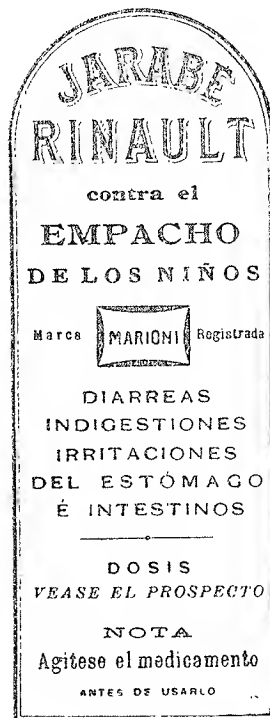 JARABE
RINAULT
contra el
EMPACHO
DE LOS NIÑOS
Marca MARIONI Registrada
DIARREAS
INDIGESTIONES
IRRITACIONES
DEL ESTÓMAGO
É INTESTINOS
DOSIS
VEASE EL PROSPECTO
NOTA
Agitese el medicamento
ANTES DE USARLO